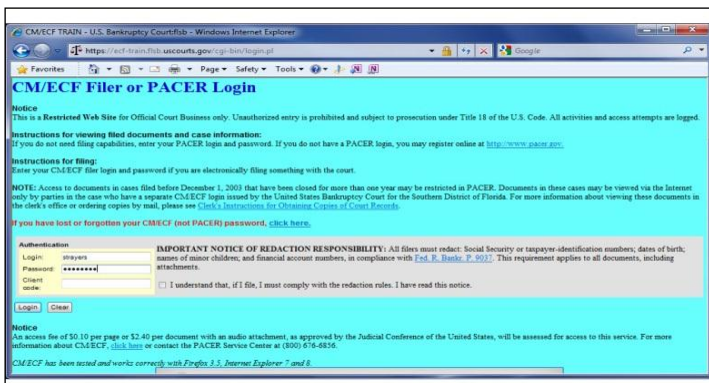 CM/ECF TRAIN - U.S. Bankruptcy Court:flsb - Windows Internet Explorer
https://ecf-train.flsb.uscourts.gov/cgi-bin/login.pl
Google
Favorites
Page Safety Tools
CM/ECF Filer or PACER Login
Notice
This is a Restricted Web Site for Official Court Business only. Unauthorized entry is prohibited and subject to prosecution under Title 18 of the U.S. Code. All activities and access attempts are logged.
Instructions for viewing filed documents and case information:
If you do not need filing capabilities, enter your PACER login and password. If you do not have a PACER login, you may register online at http://www.pacer.gov.
Instructions for filing:
Enter your CM/ECF filer login and password if you are electronically filing something with the court.
NOTE: Access to documents in cases filed before December 1, 2003 that have been closed for more than one year may be restricted in PACER. Documents in these cases may be viewed via the Internet
only by parties in the case who have a separate CM/ECF login issued by the United States Bankruptcy Court for the Southern District of Florida. For more information about viewing these documents in
the clerk's office or ordering copies by mail, please see Clerk's Instructions for Obtaining Copies of Court Records.
If you have lost or forgotten your CM/ECF (not PACER) password, click here.
Authentication
Login: strayers
Password: ••••••••
Client code:
IMPORTANT NOTICE OF REDACTION RESPONSIBILITY: All filers must redact: Social Security or taxpayer-identification numbers; dates of birth;
names of minor children; and financial account numbers, in compliance with Fed. R. Bankr. P. 9037. This requirement applies to all documents, including
attachments.
I understand that, if I file, I must comply with the redaction rules. I have read this notice.
Login Clear
Notice
An access fee of $0.10 per page or $2.40 per document with an audio attachment, as approved by the Judicial Conference of the United States, will be assessed for access to this service. For more
information about CM/ECF, click here or contact the PACER Service Center at (800) 676-6856.
CM/ECF has been tested and works correctly with Firefox 3.5, Internet Explorer 7 and 8.